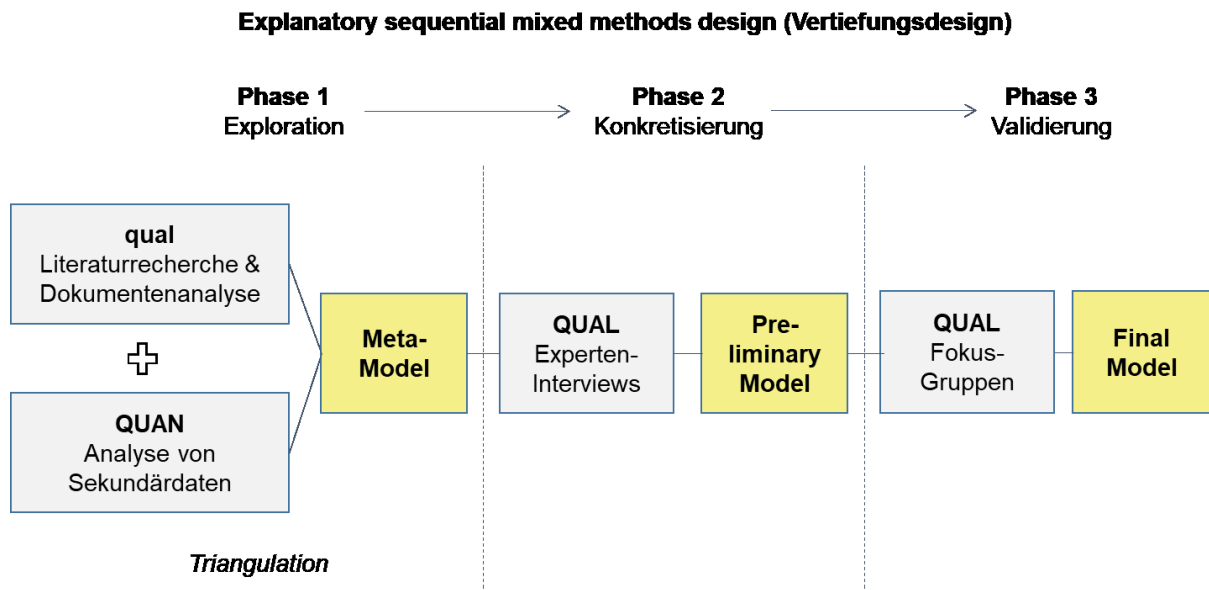 Explanatory sequential mixed methods design (Vertiefungsdesign)
Phase 1
Exploration
Phase 2
Konkretisierung
Phase 3
Validierung
qual
Literaturrecherche &
Dokumentenanalyse
QUAN
Analyse von
Sekundärdaten
Meta-
Model
QUAL
Experten-
Interviews
Pre-
liminary
Model
QUAL
Fokus-
Gruppen
Final
Model
Triangulation